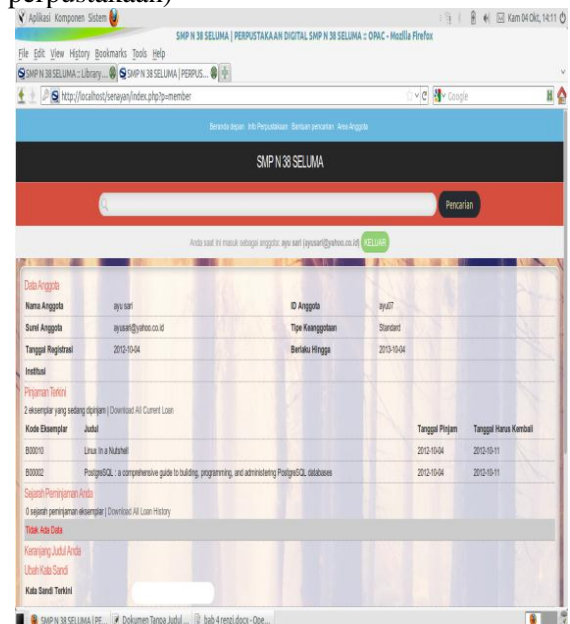 perpustakaan)
Aplikasi Komponen Sistem
Kam 04 Okt, 14:11
SMP N 38 SELUMA | PERPUSTAKAAN DIGITAL SMP N 38 SELUMA :: OPAC - Mozilla Firefox
File Edit View History Bookmarks Tools Help
SMP N 38 SELUMA :: Library ... SMP N 38 SELUMA | PERPUS...
http://localhost/senayan/index.php?p=member
Google
Beranda depan Info Perpustakaan Bantuan pencarian Area Anggota
SMP N 38 SELUMA
Pencarian
Anda saat ini masuk sebagai anggota: ayu sari (ayusari@yahoo.co.id) KELUAR
Data Anggota
Nama Anggota ayu sari ID Anggota ayu07
Surel Anggota ayusari@yahoo.co.id Tipe Keanggotaan Standard
Tanggal Registrasi 2012-10-04 Berlaku Hingga 2013-10-04
Institusi
Pinjaman Terkini
2 eksemplar yang sedang dipinjam | Download All Current Loan
Kode Eksemplar Judul Tanggal Pinjam Tanggal Harus Kembali
B00010 Linux In a Nutshell 2012-10-04 2012-10-11
B00002 PostgreSQL : a comprehensive guide to building, programming, and administering PostgreSQL databases 2012-10-04 2012-10-11
Sejarah Peminjaman Anda
0 sejarah peminjaman eksemplar | Download All Loan History
Tidak Ada Data
Keranjang Judul Anda
Ubah Kata Sandi
Kata Sandi Terkini
SMP N 38 SELUMA | PE... Dokumen Tanpa Judul ... bab 4 renzi.docx - Ope...